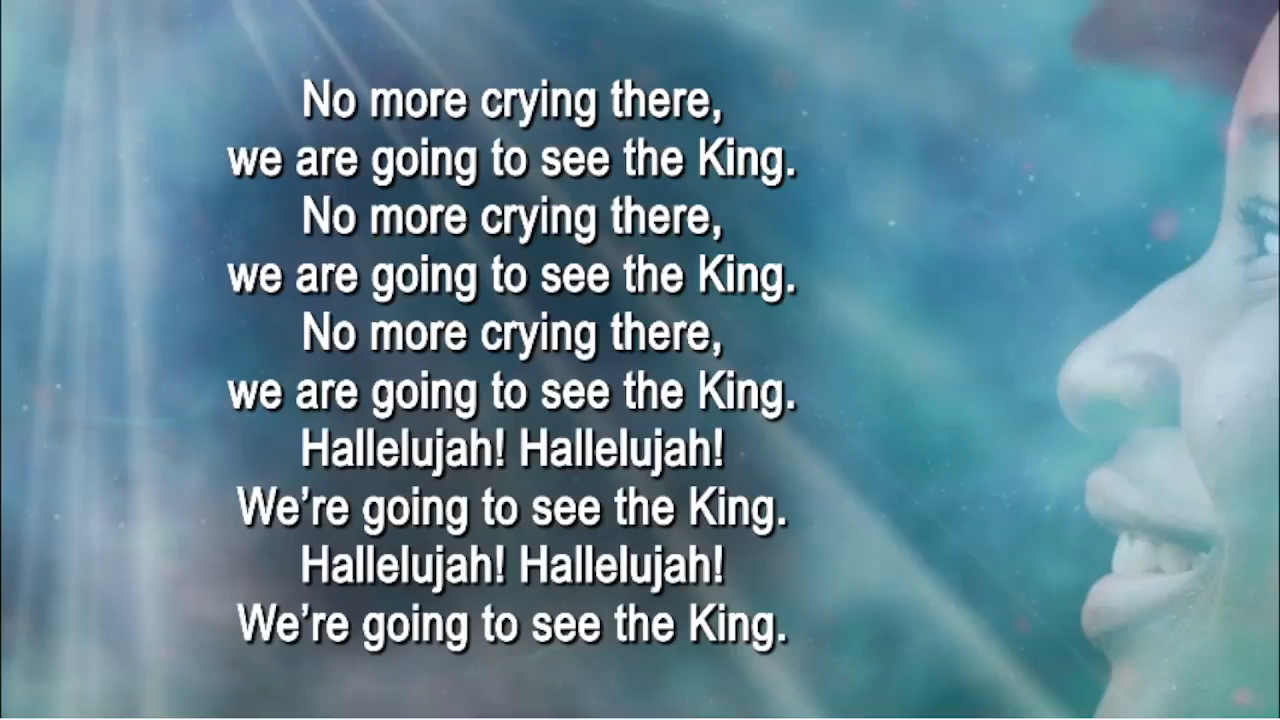 No more crying there,
we are going to see the King.
No more crying there,
we are going to see the King.
No more crying there,
we are going to see the King.
Hallelujah! Hallelujah!
We’re going to see the King.
Hallelujah! Hallelujah!
We’re going to see the King.